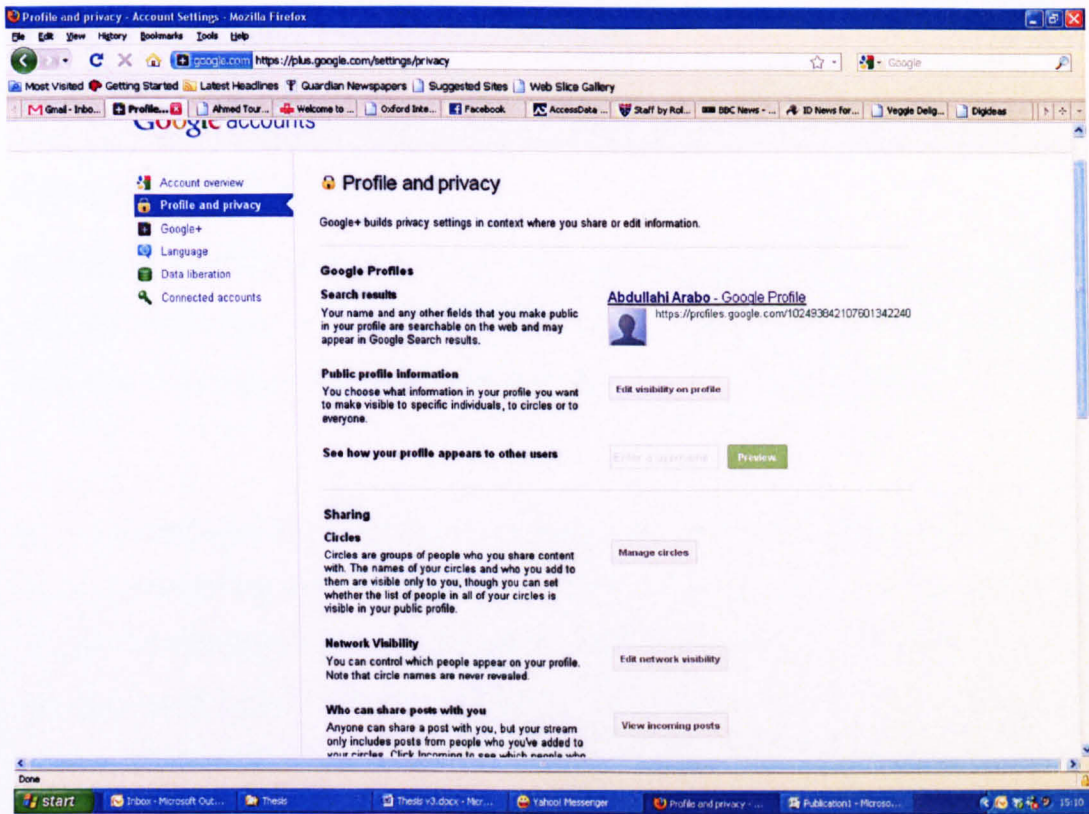 Profile and privacy - Account Settings - Mozilla Firefox
File Edit View History Bookmarks Tools Help
google.com https://plus.google.com/settings/privacy
Google
Most Visited Getting Started Latest Headlines Guardian Newspapers Suggested Sites Web Slice Gallery
Gmail - Inbo... Profile... Ahmed Tour... Welcome to ... Oxford Inte... Facebook AccessData ... Staff by Rol... BBC News - ... ID News for... Veggie Delig... Digideas
Google accounts
Account overview
Profile and privacy
Google+
Language
Data liberation
Connected accounts
Profile and privacy
Google+ builds privacy settings in context where you share or edit information.
Google Profiles
Search results
Your name and any other fields that you make public
in your profile are searchable on the web and may
appear in Google Search results.
Abdullahi Arabo - Google Profile
https://profiles.google.com/102493842107601342240
Public profile information
You choose what information in your profile you want
to make visible to specific individuals, to circles or to
everyone.
Edit visibility on profile
See how your profile appears to other users
Enter a username
Preview
Sharing
Circles
Circles are groups of people who you share content
with. The names of your circles and who you add to
them are visible only to you, though you can set
whether the list of people in all of your circles is
visible in your public profile.
Manage circles
Network Visibility
You can control which people appear on your profile.
Note that circle names are never revealed.
Edit network visibility
Who can share posts with you
Anyone can share a post with you, but your stream
only includes posts from people who you've added to
your circles. Click Incoming to see which people who
View incoming posts
Done
start Inbox - Microsoft Out... Thesis Thesis v3.docx - Micr... Yahoo! Messenger Profile and privacy - ... Publication1 - Microso... 15:10